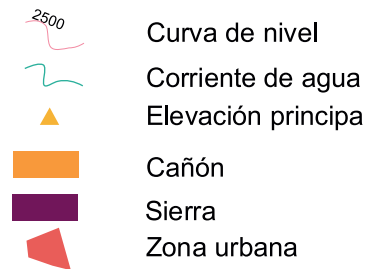 2500
Curva de nivel
Corriente de agua
Elevación principa
Cañón
Sierra
Zona urbana